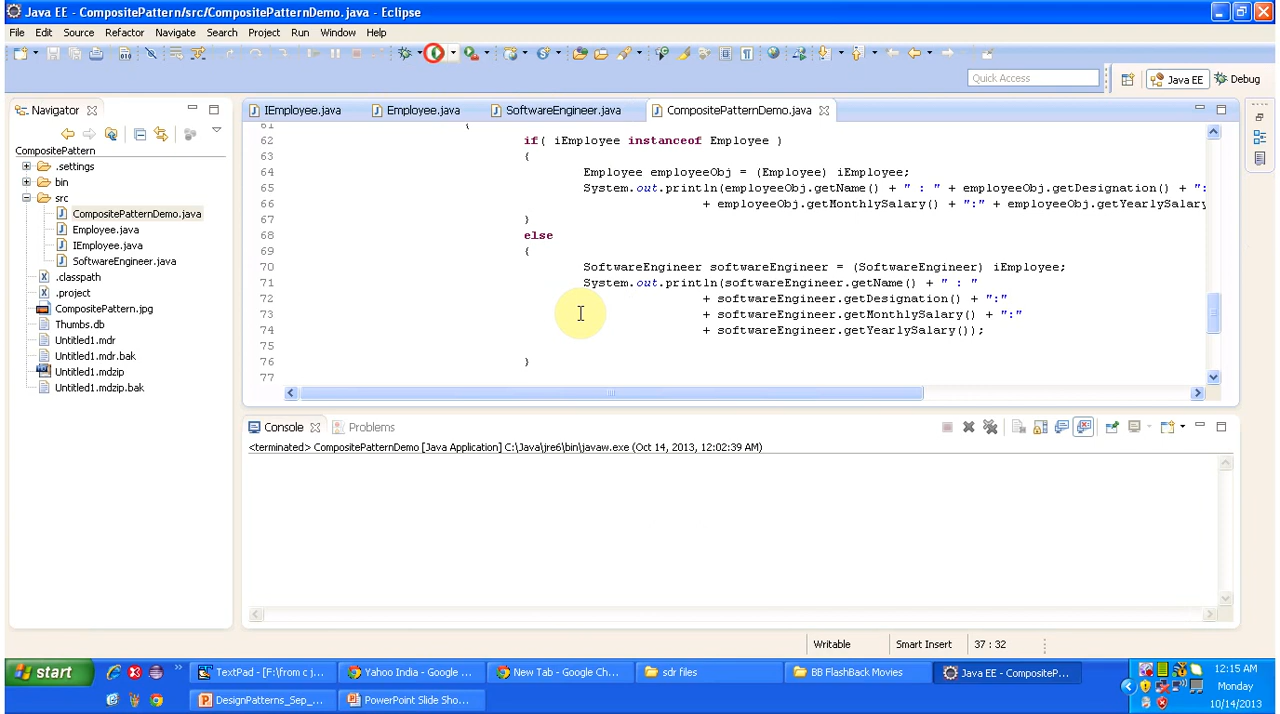 Java EE - CompositePattern/src/CompositePatternDemo.java - Eclipse
File Edit Source Refactor Navigate Search Project Run Window Help
Quick Access
Java EE
Debug
Navigator
IEmployee.java
Employee.java
SoftwareEngineer.java
CompositePatternDemo.java
CompositePattern
.settings
bin
src
CompositePatternDemo.java
Employee.java
IEmployee.java
SoftwareEngineer.java
.classpath
.project
CompositePattern.jpg
Thumbs.db
Untitled1.mdr
Untitled1.mdr.bak
Untitled1.mdzip
Untitled1.mdzip.bak
61 {
62 if( iEmployee instanceof Employee )
63 {
64 Employee employeeObj = (Employee) iEmployee;
65 System.out.println(employeeObj.getName() + " : " + employeeObj.getDesignation() + ":
66 + employeeObj.getMonthlySalary() + ":" + employeeObj.getYearlySalary
67 }
68 else
69 {
70 SoftwareEngineer softwareEngineer = (SoftwareEngineer) iEmployee;
71 System.out.println(softwareEngineer.getName() + " : "
72 + softwareEngineer.getDesignation() + ":"
73 + softwareEngineer.getMonthlySalary() + ":"
74 + softwareEngineer.getYearlySalary());
75
76 }
77
Console
Problems
<terminated> CompositePatternDemo [Java Application] C:\Java\jre6\bin\javaw.exe (Oct 14, 2013, 12:02:39 AM)
Writable
Smart Insert
37 : 32
start
TextPad - [F:\from c j...
Yahoo India - Google ...
New Tab - Google Ch...
sdr files
BB FlashBack Movies
Java EE - CompositeP...
DesignPatterns_Sep_...
PowerPoint Slide Sho...
12:15 AM
Monday
10/14/2013